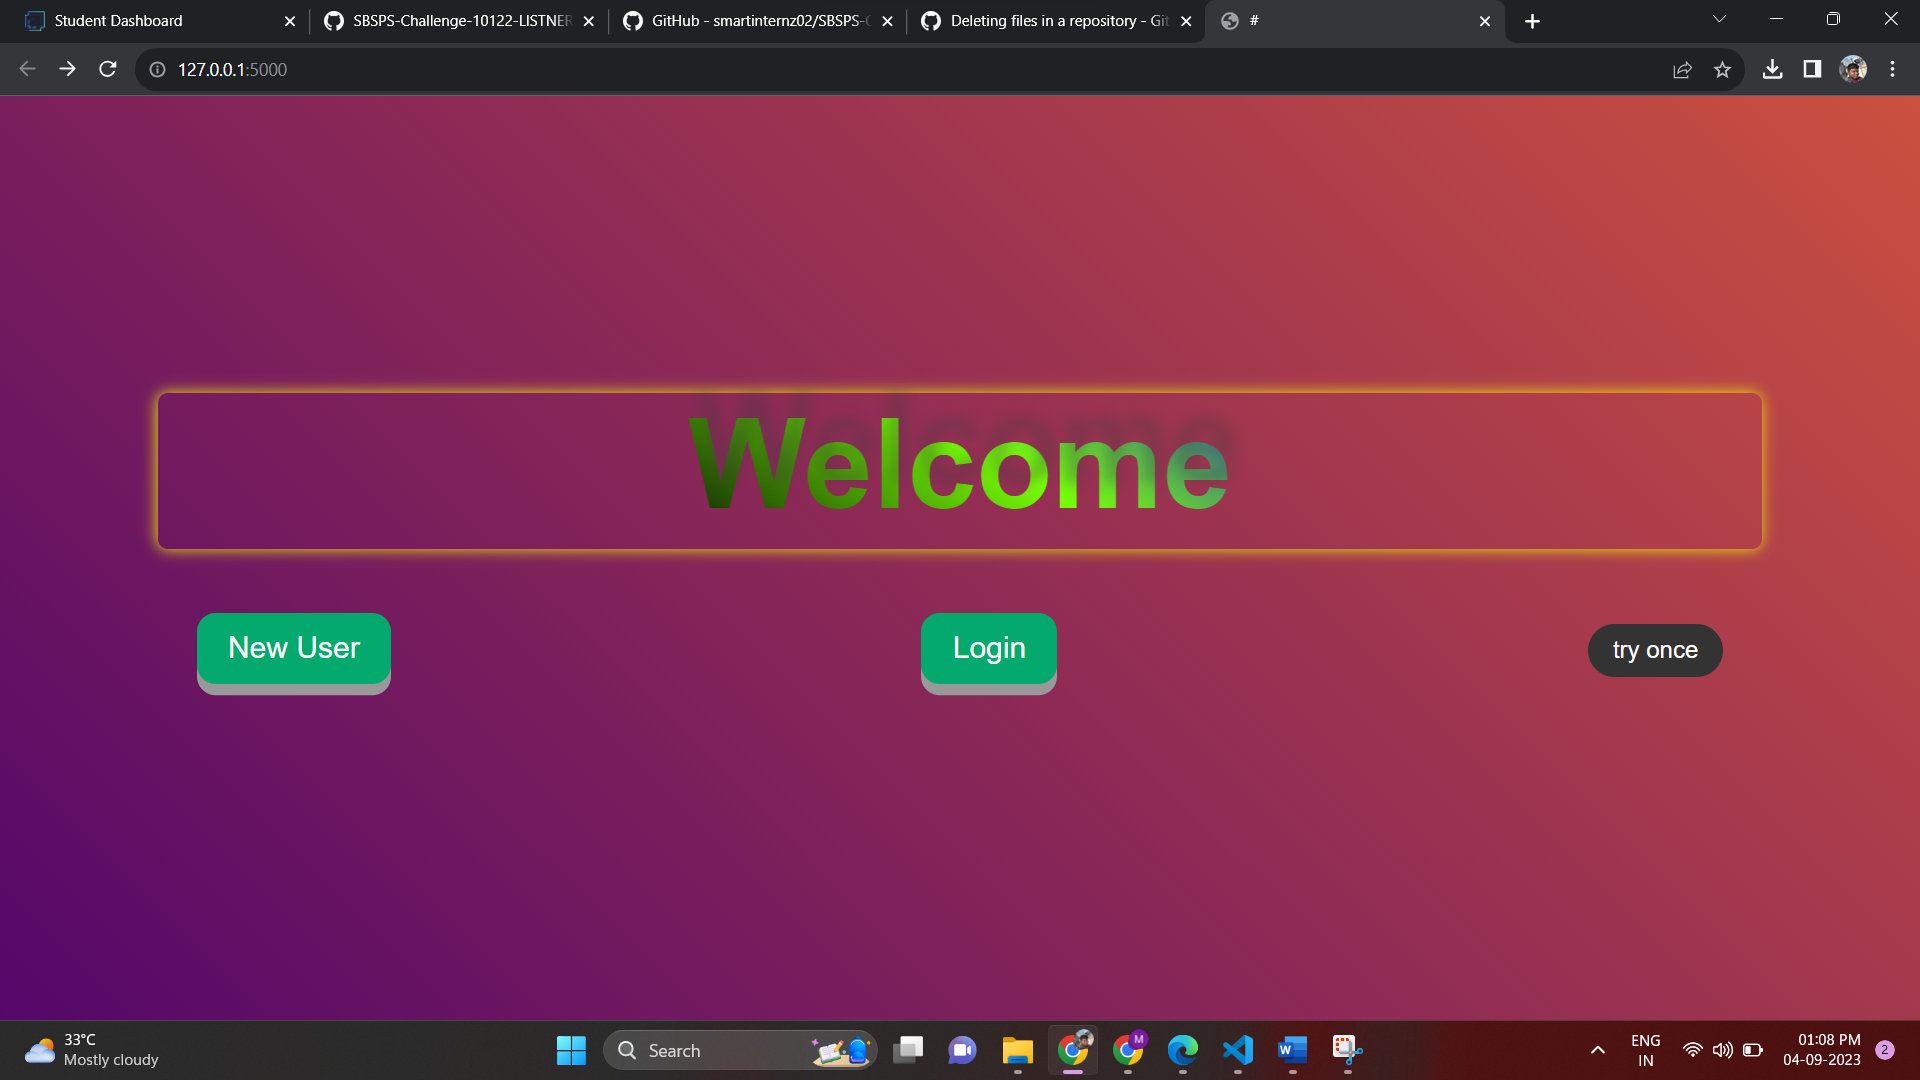 Student Dashboard
SBSPS-Challenge-10122-LISTNER
GitHub - smartinternz02/SBSPS-C
Deleting files in a repository - Git
#
127.0.0.1:5000
Welcome
New User
Login
try once
33°C
Mostly cloudy
Search
M
W
ENG
IN
01:08 PM
04-09-2023
2